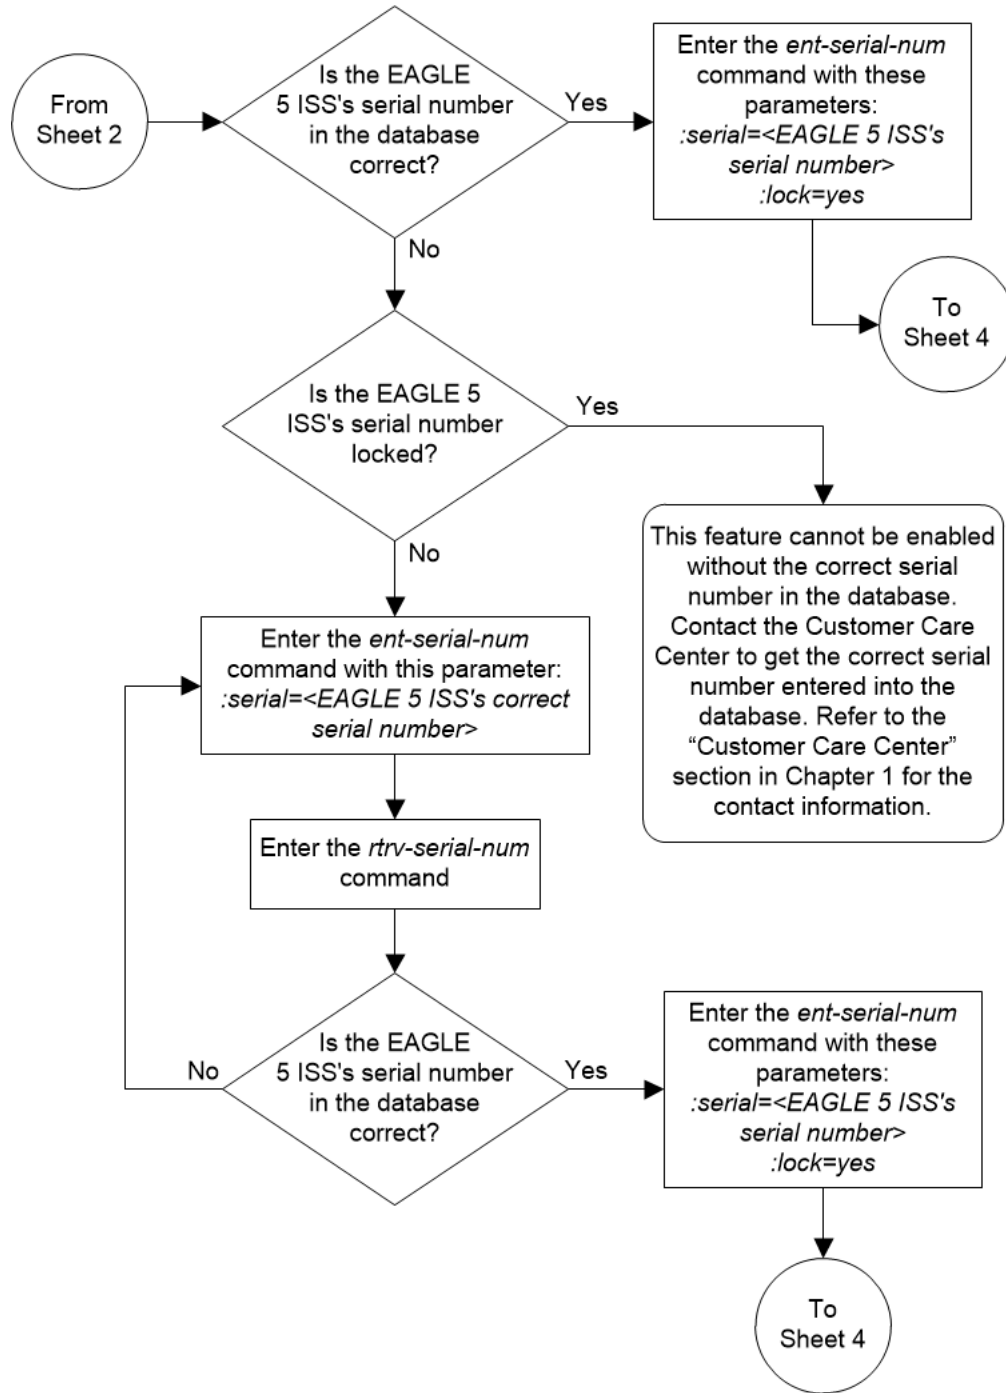 From
Sheet 2
Is the EAGLE
5 ISS's serial number
in the database
correct?
Yes
Enter the ent-serial-num
command with these
parameters:
:serial=<EAGLE 5 ISS's
serial number>
:lock=yes
No
To
Sheet 4
Is the EAGLE 5
ISS's serial number
locked?
Yes
No
This feature cannot be enabled
without the correct serial
number in the database.
Contact the Customer Care
Center to get the correct serial
number entered into the
database. Refer to the
“Customer Care Center”
section in Chapter 1 for the
contact information.
Enter the ent-serial-num
command with this parameter:
:serial=<EAGLE 5 ISS's correct
serial number>
Enter the rtrv-serial-num
command
Is the EAGLE
5 ISS's serial number
in the database
correct?
No
Yes
Enter the ent-serial-num
command with these
parameters:
:serial=<EAGLE 5 ISS's
serial number>
:lock=yes
To
Sheet 4